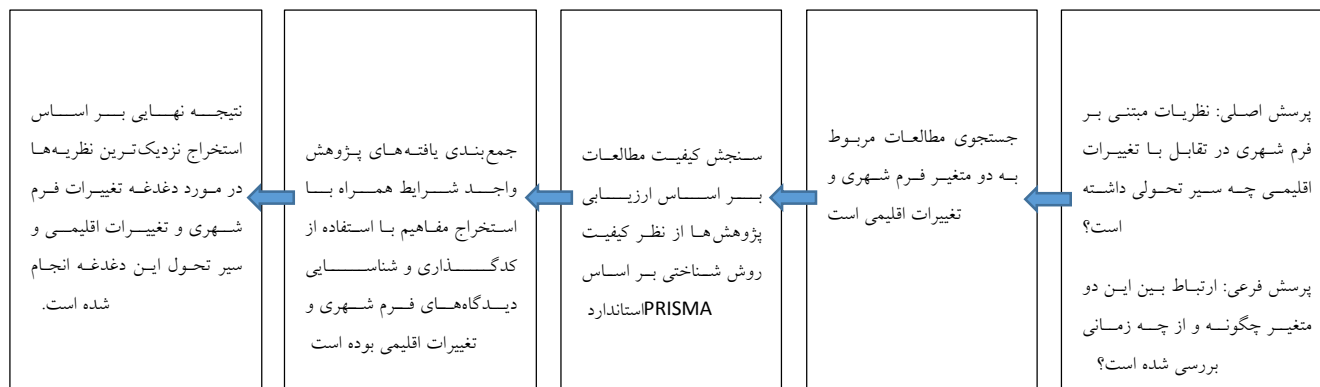 پرسش اصلی: نظریات مبتنی بر
فرم شهری در تقابل با تغییرات
اقلیمی چه سیر تحولی داشته
است؟
پرسش فرعی: ارتباط بین این دو
متغیر چگونه و از چه زمانی
بررسی شده است؟
جستجوی مطالعات مربوط
به دو متغیر فرم شهری و
تغییرات اقلیمی است
سنجش کیفیت مطالعات
بر اساس ارزیابی
پژوهش‌ها از نظر کیفیت
روش شناختی بر اساس
استانداردPRISMA
جمع‌بندی یافته‌های پژوهش
واجد شرایط همراه با
استخراج مفاهیم با استفاده از
کدگذاری و شناسایی
دیدگاه‌های فرم شهری و
تغییرات اقلیمی بوده است
نتیجه نهایی بر اساس
استخراج نزدیک‌ترین نظریه‌ها
در مورد دغدغه تغییرات فرم
شهری و تغییرات اقلیمی و
سیر تحول این دغدغه انجام
شده است.